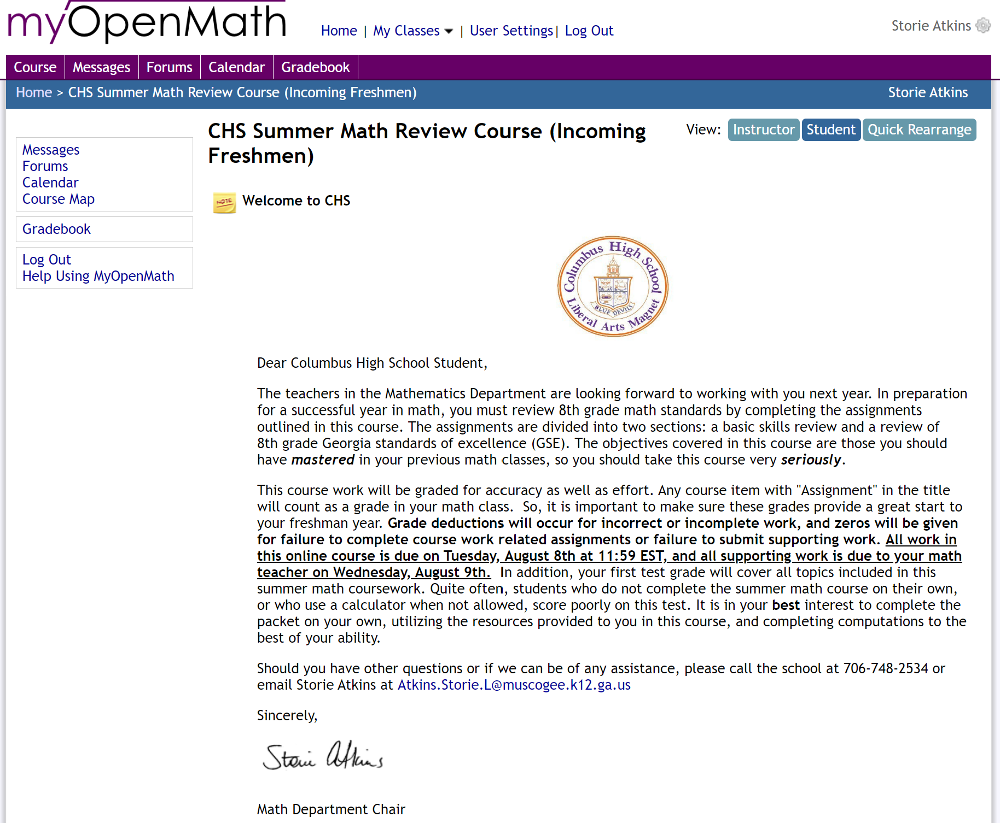 myOpenMath
Home | My Classes | User Settings| Log Out
Storie Atkins
Course Messages Forums Calendar Gradebook
Home > CHS Summer Math Review Course (Incoming Freshmen)
Storie Atkins
Messages
Forums
Calendar
Course Map
Gradebook
Log Out
Help Using MyOpenMath
CHS Summer Math Review Course (Incoming
Freshmen)
View: Instructor Student Quick Rearrange
NOTE
Welcome to CHS
Columbus High School
BLUE DEVILS
Liberal Arts Magnet
Dear Columbus High School Student,
The teachers in the Mathematics Department are looking forward to working with you next year. In preparation
for a successful year in math, you must review 8th grade math standards by completing the assignments
outlined in this course. The assignments are divided into two sections: a basic skills review and a review of
8th grade Georgia standards of excellence (GSE). The objectives covered in this course are those you should
have mastered in your previous math classes, so you should take this course very seriously.
This course work will be graded for accuracy as well as effort. Any course item with "Assignment" in the title
will count as a grade in your math class.  So, it is important to make sure these grades provide a great start to
your freshman year. Grade deductions will occur for incorrect or incomplete work, and zeros will be given
for failure to complete course work related assignments or failure to submit supporting work. All work in
this online course is due on Tuesday, August 8th at 11:59 EST, and all supporting work is due to your math
teacher on Wednesday, August 9th.  In addition, your first test grade will cover all topics included in this
summer math coursework. Quite often, students who do not complete the summer math course on their own,
or who use a calculator when not allowed, score poorly on this test. It is in your best interest to complete the
packet on your own, utilizing the resources provided to you in this course, and completing computations to the
best of your ability.
Should you have other questions or if we can be of any assistance, please call the school at 706-748-2534 or
email Storie Atkins at Atkins.Storie.L@muscogee.k12.ga.us
Sincerely,
Storie Atkins
Math Department Chair